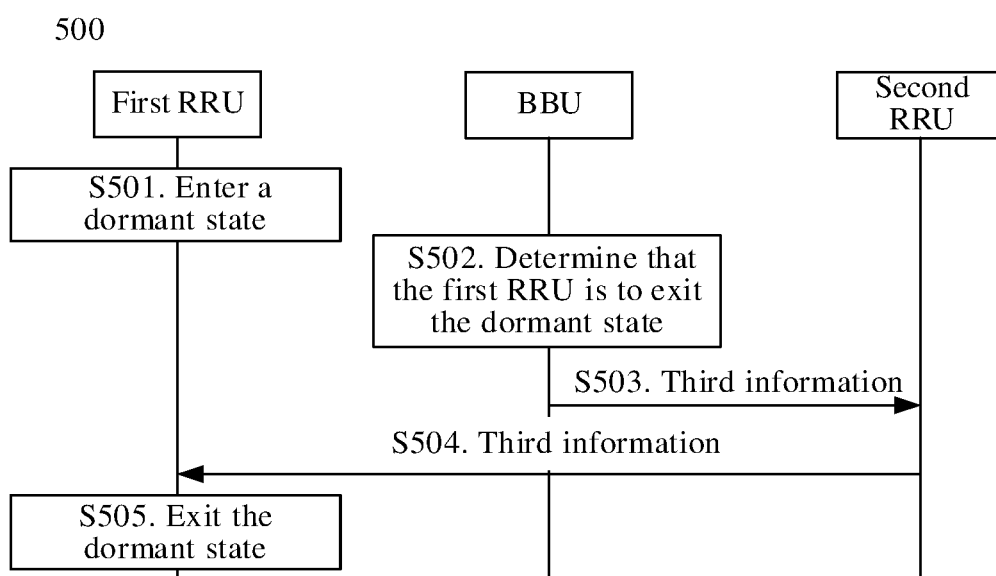 500
First RRU
BBU
Second
RRU
S501. Enter a
dormant state
S502. Determine that
the first RRU is to exit
the dormant state
S503. Third information
S504. Third information
S505. Exit the
dormant state